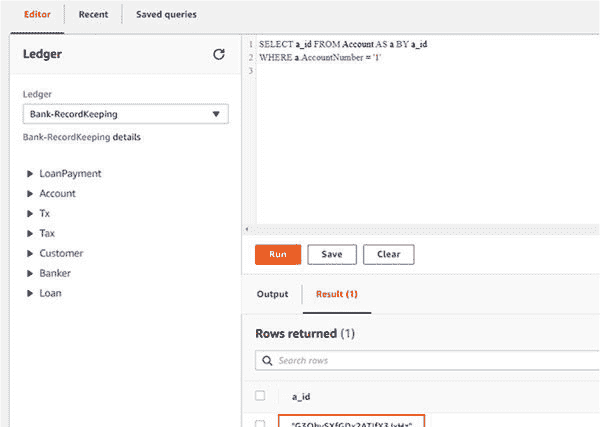 Editor
Recent
Saved queries
Ledger
Ledger
Bank-RecordKeeping
Bank-RecordKeeping details
LoanPayment
Account
Tx
Tax
Customer
Banker
Loan
1 SELECT a_id FROM Account AS a BY a_id
2 WHERE a.AccountNumber = '1'
3
Run
Save
Clear
Output
Result (1)
Rows returned (1)
Search rows
a_id